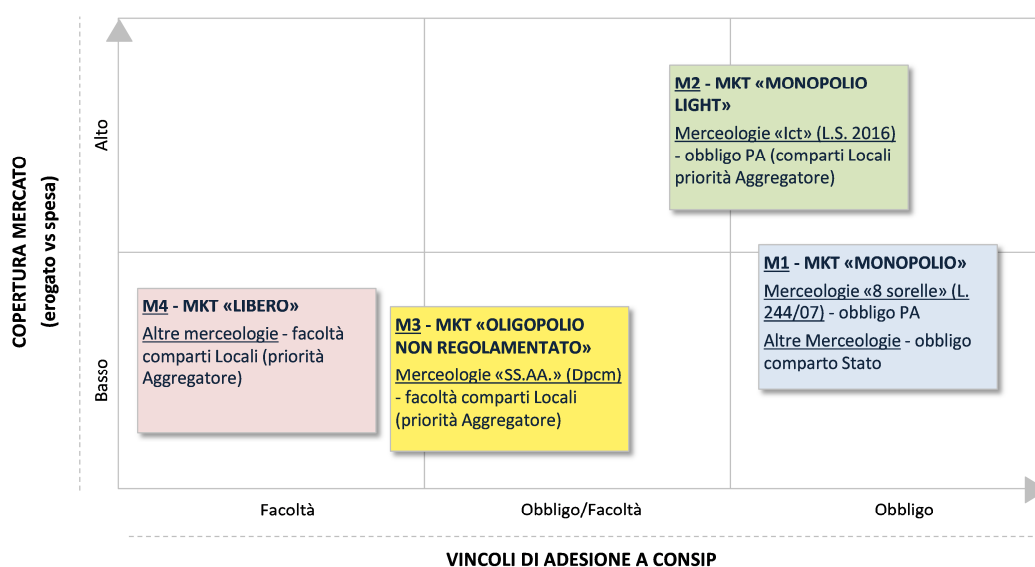 COPERTURA MERCATO
(erogato vs spesa)
Alto
Basso
M2 - MKT «MONOPOLIO
LIGHT»
Merceologie «Ict» (L.S. 2016)
- obbligo PA (comparti Locali
priorità Aggregatore)
M1 - MKT «MONOPOLIO»
Merceologie «8 sorelle» (L.
244/07) - obbligo PA
Altre Merceologie - obbligo
comparto Stato
M4 - MKT «LIBERO»
Altre merceologie - facoltà
comparti Locali (priorità
Aggregatore)
M3 - MKT «OLIGOPOLIO
NON REGOLAMENTATO»
Merceologie «SS.AA.» (Dpcm)
- facoltà comparti Locali
(priorità Aggregatore)
Facoltà
Obbligo/Facoltà
Obbligo
VINCOLI DI ADESIONE A CONSIP